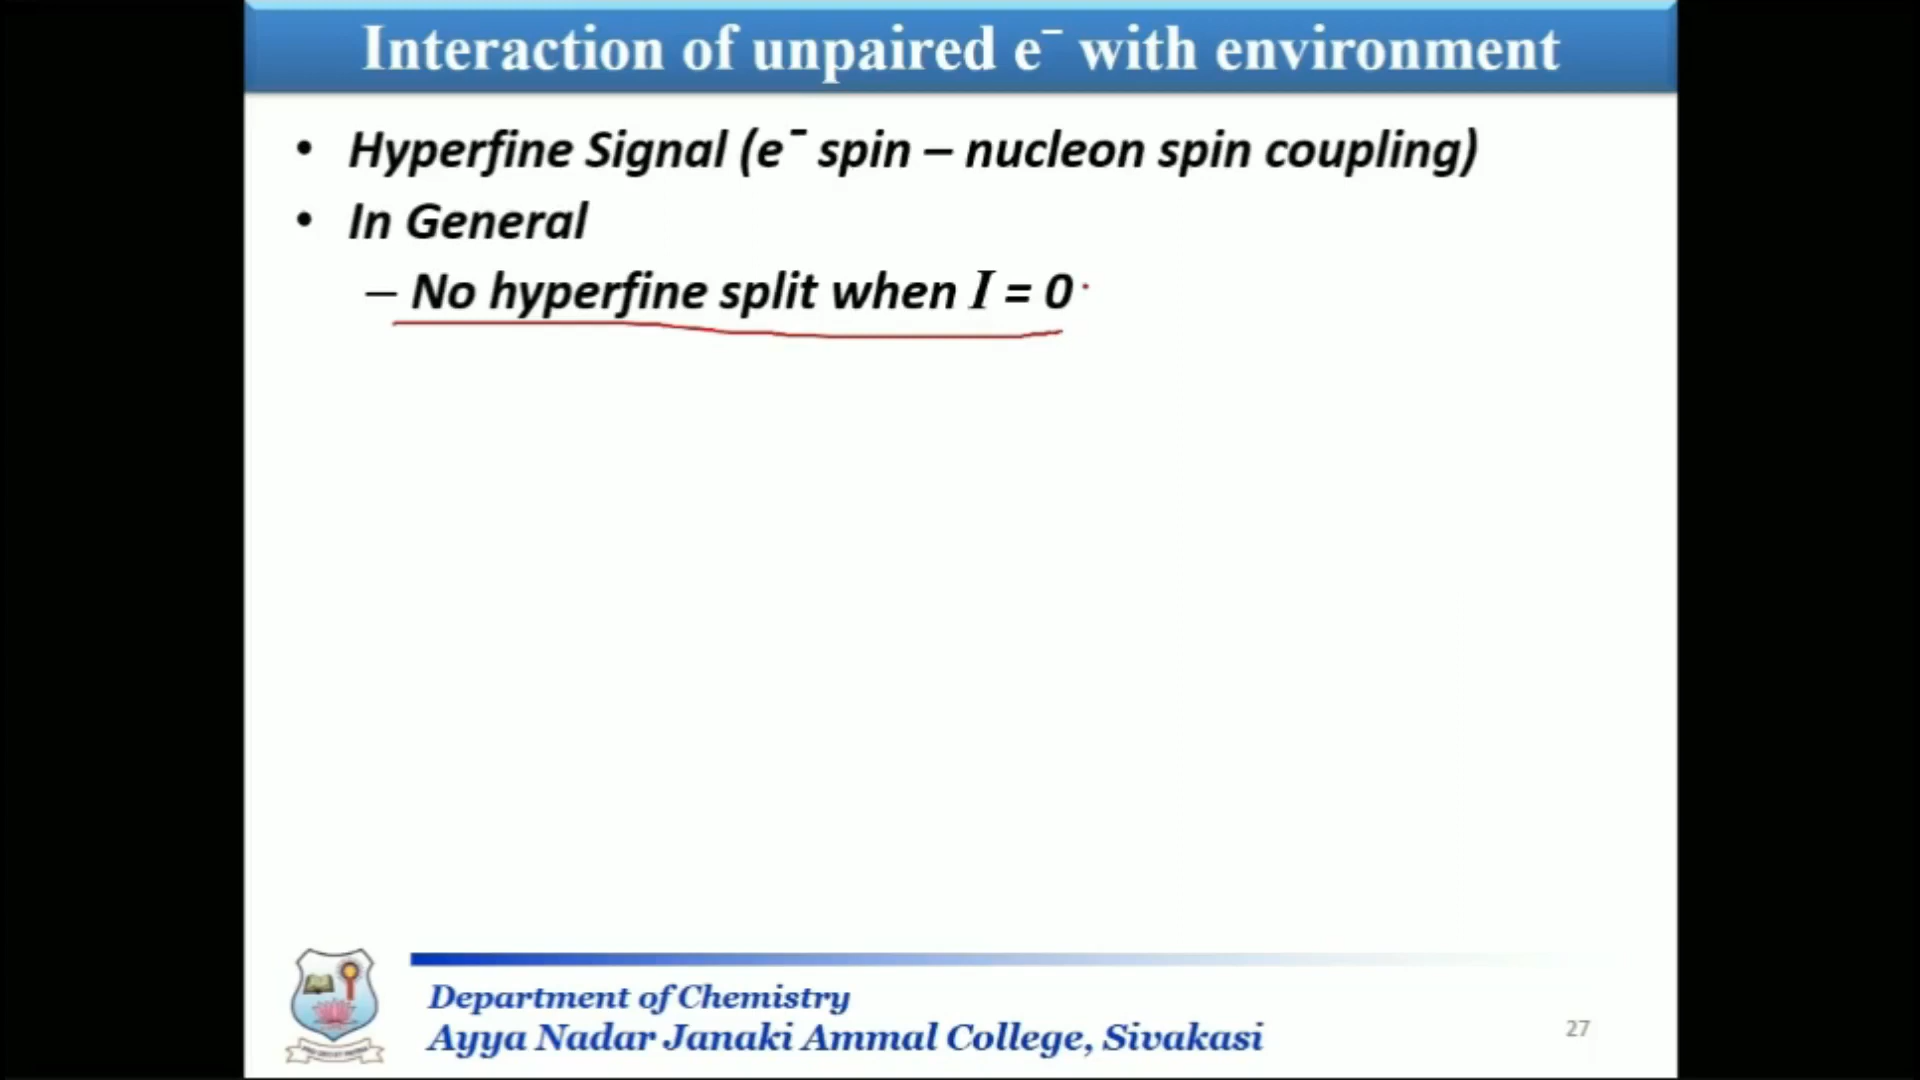 Interaction of unpaired e⁻ with environment
• Hyperfine Signal (e⁻ spin – nucleon spin coupling)
• In General
– No hyperfine split when I = 0
Department of Chemistry
Ayya Nadar Janaki Ammal College, Sivakasi
27